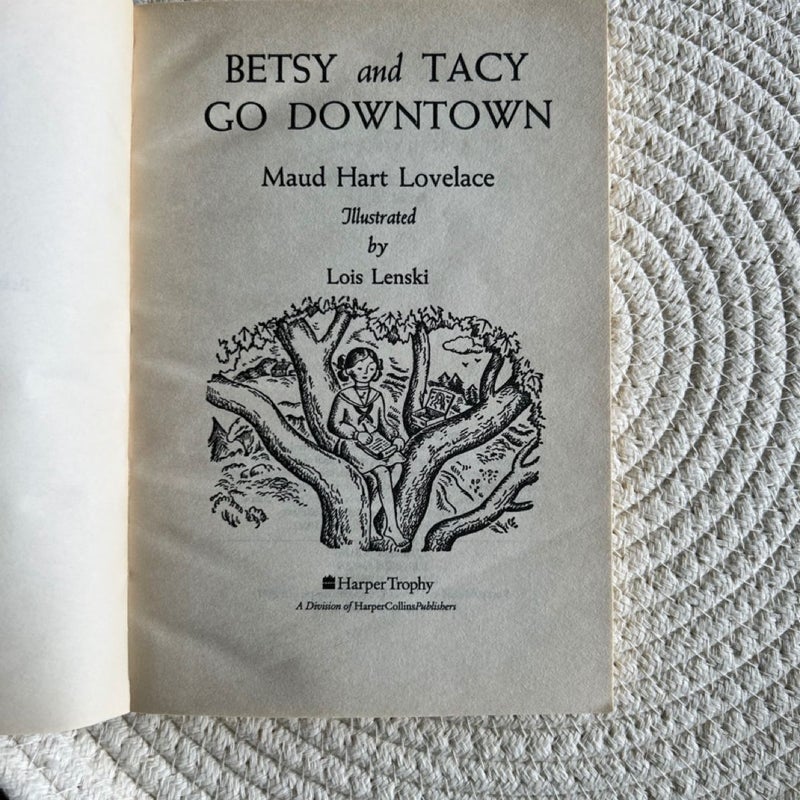 BETSY and TACY
GO DOWNTOWN
Maud Hart Lovelace
Illustrated
by
Lois Lenski
HarperTrophy
A Division of HarperCollinsPublishers